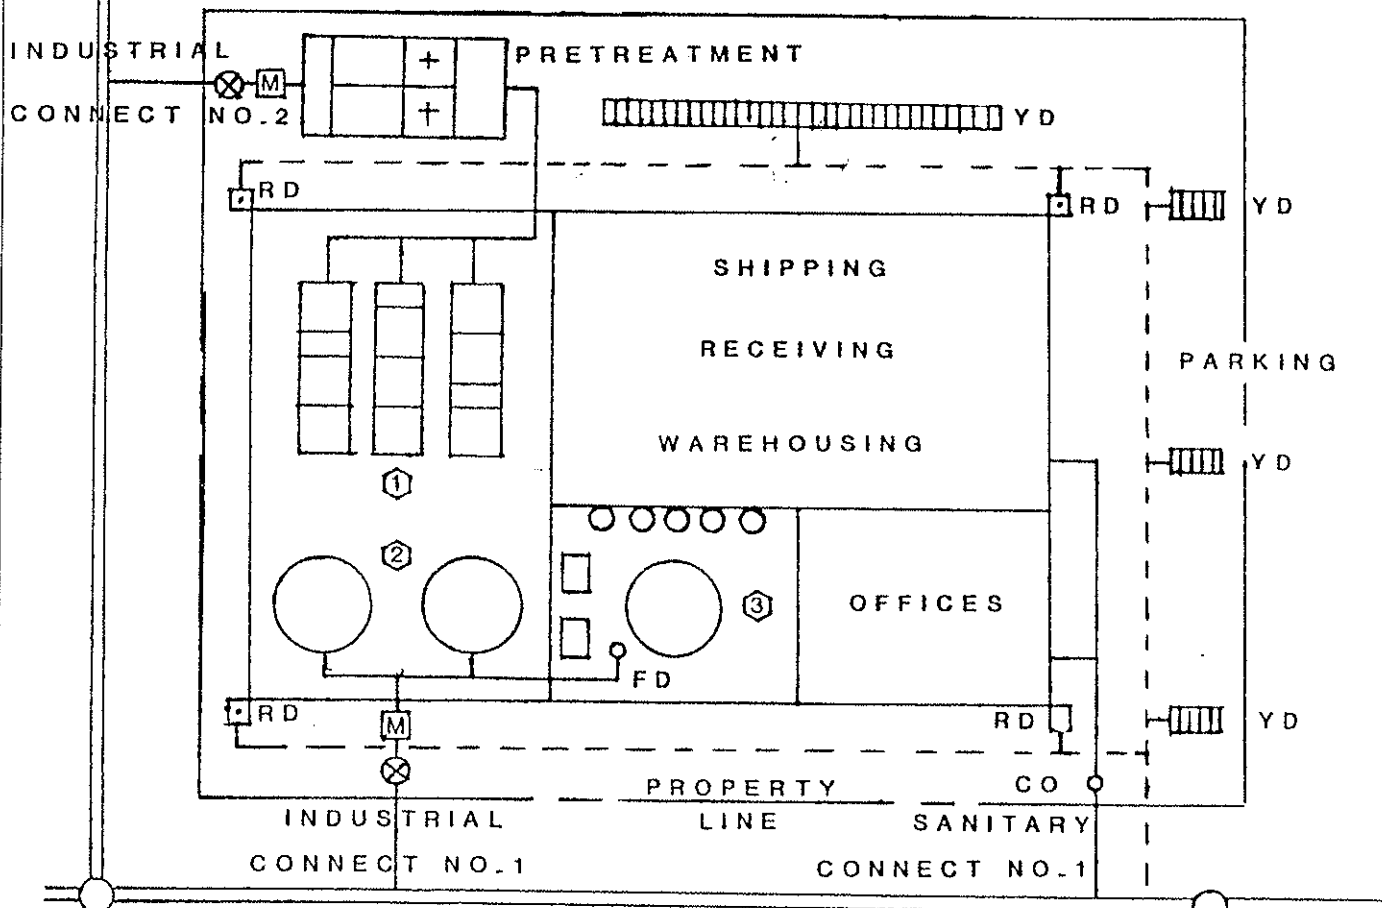 INDUSTRIAL
PRETREATMENT
M
CONNECT NO.2
YD
RD
RD
YD
SHIPPING
RECEIVING
PARKING
WAREHOUSING
YD
1
2
3
OFFICES
FD
RD
M
RD
YD
PROPERTY
CO
INDUSTRIAL
LINE
SANITARY
CONNECT NO.1
CONNECT NO.1